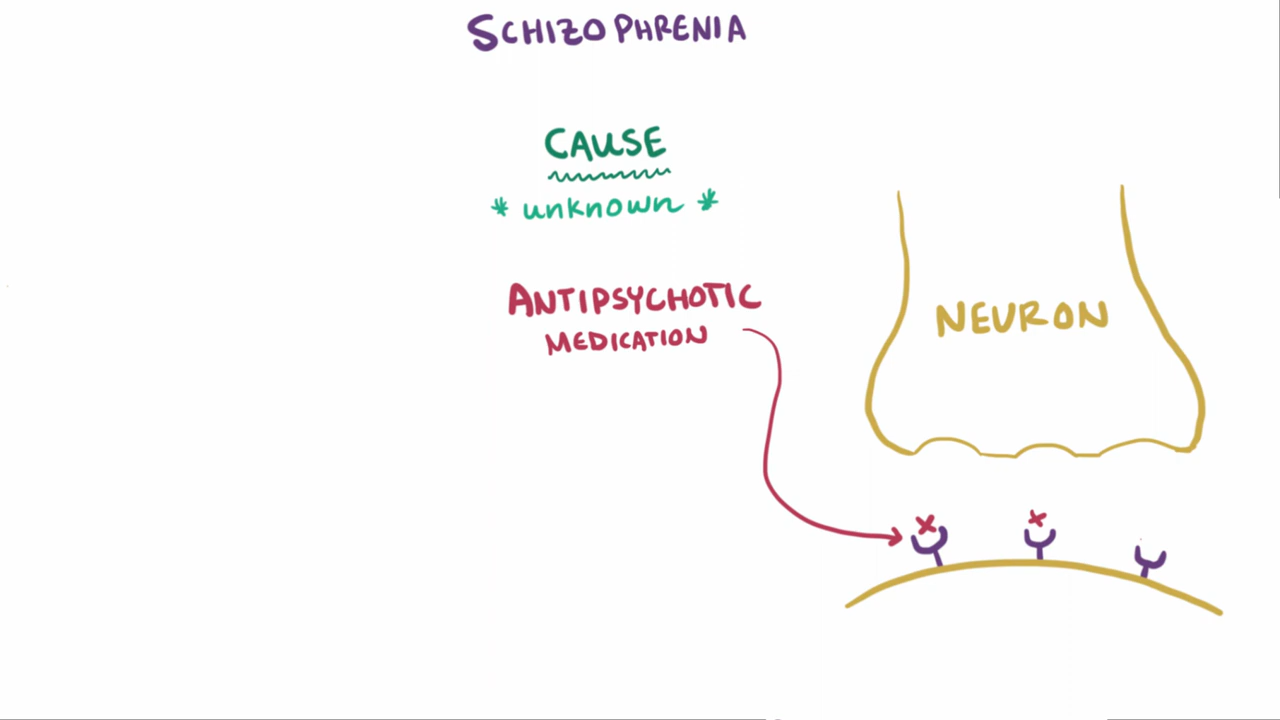 SCHIZOPHRENIA
CAUSE
* unknown *
ANTIPSYCHOTIC
MEDICATION
NEURON